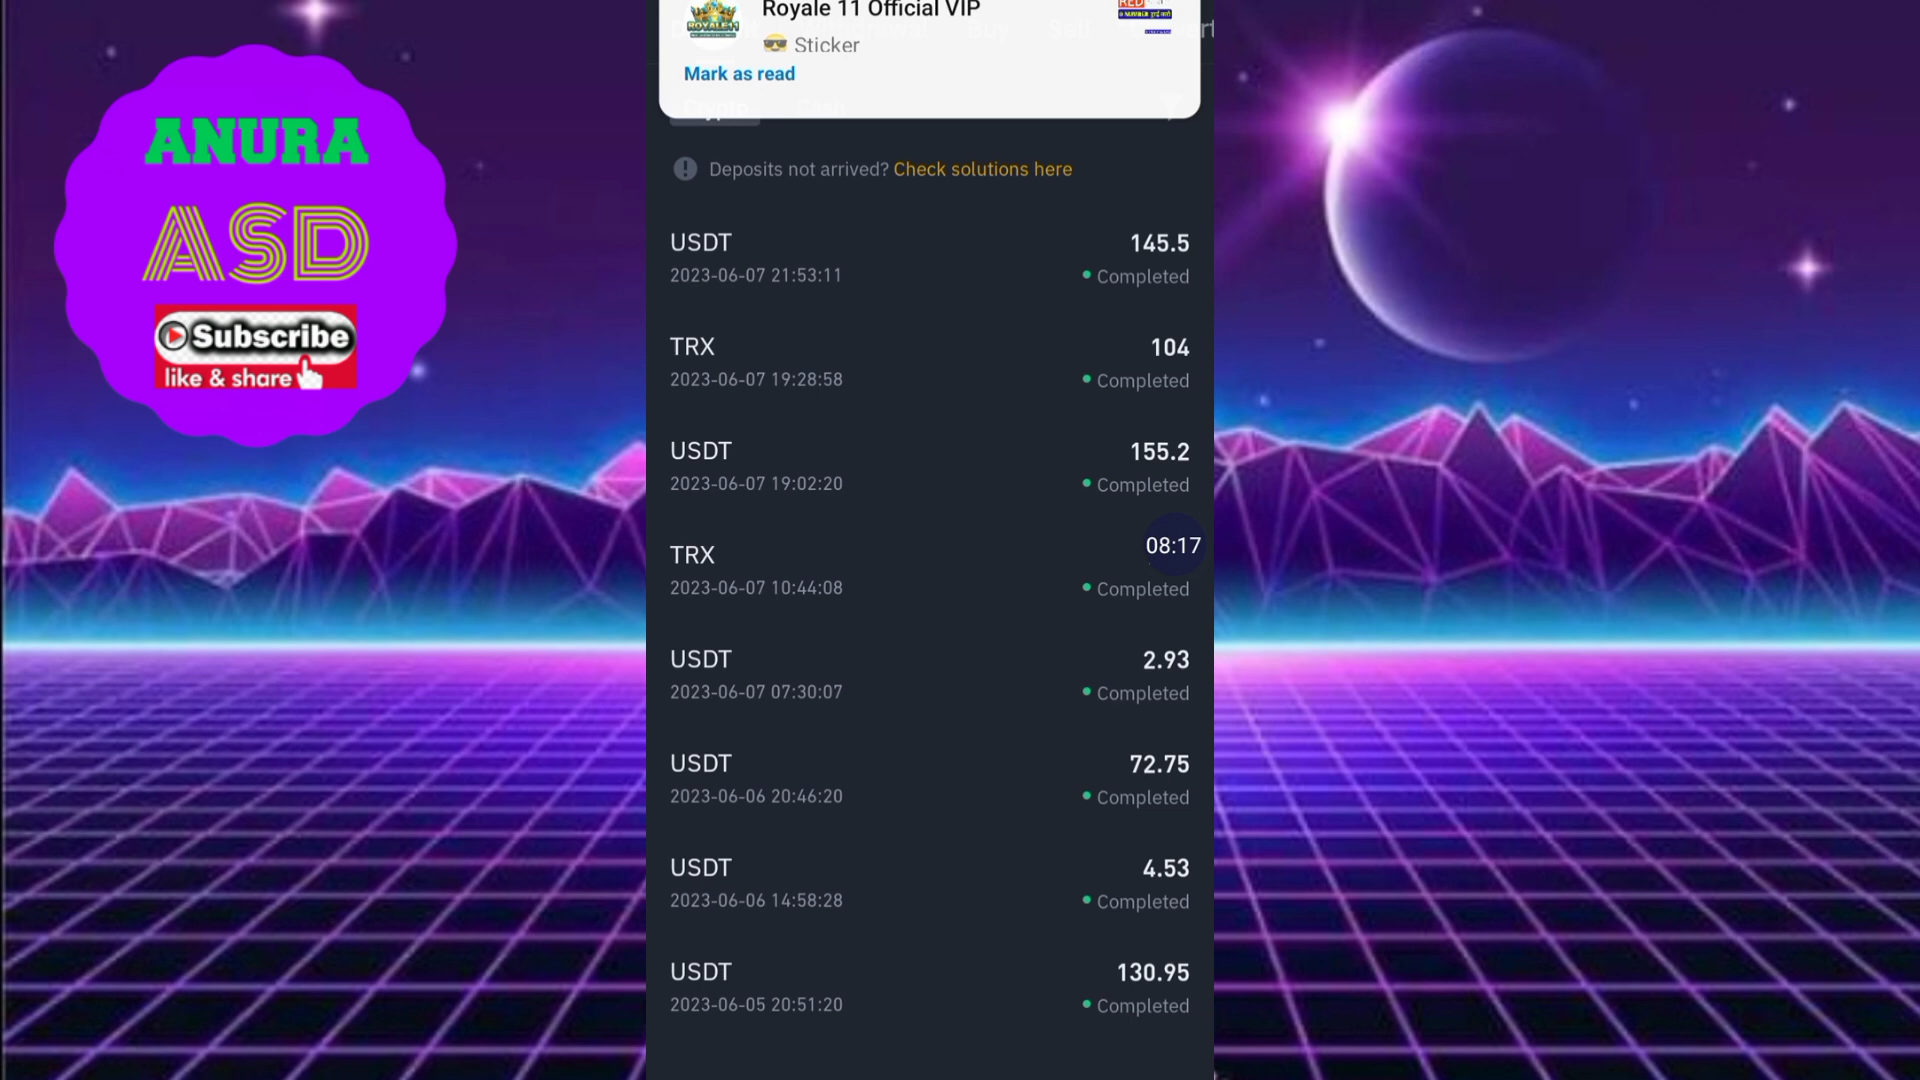 ANURA
ASD
Subscribe
like & share
Royale 11 Official VIP
😎 Sticker
Mark as read
Crypto
Cash
Deposits not arrived? Check solutions here
USDT 145.5
2023-06-07 21:53:11 Completed
TRX 104
2023-06-07 19:28:58 Completed
USDT 155.2
2023-06-07 19:02:20 Completed
TRX 08:17
2023-06-07 10:44:08 Completed
USDT 2.93
2023-06-07 07:30:07 Completed
USDT 72.75
2023-06-06 20:46:20 Completed
USDT 4.53
2023-06-06 14:58:28 Completed
USDT 130.95
2023-06-05 20:51:20 Completed